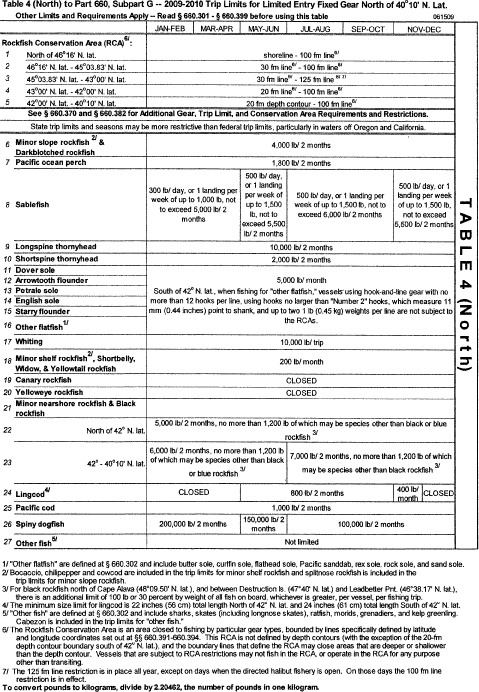 Table 4 (North) to Part 660, Subpart G -- 2009-2010 Trip Limits for Limited Entry Fixed Gear North of 40°10' N. Lat.
Other Limits and Requirements Apply -- Read § 660.301 - § 660.399 before using this table 061509
JAN-FEB MAR-APR MAY-JUN JUL-AUG SEP-OCT NOV-DEC
Rockfish Conservation Area (RCA)6/:
1 North of 46°16' N. lat. shoreline - 100 fm line6/
2 46°16' N. lat. - 45°03.83' N. lat. 30 fm line6/ - 100 fm line6/
3 45°03.83' N. lat. - 43°00' N. lat. 30 fm line6/ - 125 fm line6/ 7/
4 43°00' N. lat. - 42°00' N. lat. 20 fm line6/ - 100 fm line6/
5 42°00' N. lat. - 40°10' N. lat. 20 fm depth contour - 100 fm line6/
See § 660.370 and § 660.382 for Additional Gear, Trip Limit, and Conservation Area Requirements and Restrictions.
State trip limits and seasons may be more restrictive than federal trip limits, particularly in waters off Oregon and California.
6 Minor slope rockfish 2/ &
Darkblotched rockfish
4,000 lb/ 2 months
7 Pacific ocean perch 1,800 lb/ 2 months
8 Sablefish
300 lb/ day, or 1 landing per
week of up to 1,000 lb, not
to exceed 5,000 lb/ 2
months
500 lb/ day,
or 1 landing
per week of
up to 1,500
lb, not to
exceed 5,500
lb/ 2 months
500 lb/ day, or 1 landing per
week of up to 1,500 lb, not to
exceed 6,000 lb/ 2 months
500 lb/ day, or 1
landing per week
of up to 1,500 lb,
not to exceed
5,500 lb/ 2 months
9 Longspine thornyhead 10,000 lb/ 2 months
10 Shortspine thornyhead 2,000 lb/ 2 months
11 Dover sole
12 Arrowtooth flounder
13 Petrale sole
14 English sole
15 Starry flounder
16 Other flatfish1/
5,000 lb/ month
South of 42° N. lat., when fishing for "other flatfish," vessels using hook-and-line gear with no
more than 12 hooks per line, using hooks no larger than "Number 2" hooks, which measure 11
mm (0.44 inches) point to shank, and up to two 1 lb (0.45 kg) weights per line are not subject to
the RCAs.
17 Whiting 10,000 lb/ trip
18 Minor shelf rockfish2/, Shortbelly,
Widow, & Yellowtail rockfish
200 lb/ month
19 Canary rockfish CLOSED
20 Yelloweye rockfish CLOSED
21 Minor nearshore rockfish & Black
rockfish
22 North of 42° N. lat.
5,000 lb/ 2 months, no more than 1,200 lb of which may be species other than black or blue
rockfish 3/
23 42° - 40°10' N. lat.
6,000 lb/ 2 months, no more than 1,200 lb
of which may be species other than black
or blue rockfish 3/
7,000 lb/ 2 months, no more than 1,200 lb of which
may be species other than black rockfish 3/
24 Lingcod4/ CLOSED 800 lb/ 2 months 400 lb/
month CLOSED
25 Pacific cod 1,000 lb/ 2 months
26 Spiny dogfish 200,000 lb/ 2 months 150,000 lb/ 2
months 100,000 lb/ 2 months
27 Other fish5/ Not limited
TABLE 4 (North)
1/ "Other flatfish" are defined at § 660.302 and include butter sole, curlfin sole, flathead sole, Pacific sanddab, rex sole, rock sole, and sand sole.
2/ Bocaccio, chilipepper and cowcod are included in the trip limits for minor shelf rockfish and splitnose rockfish is included in the
trip limits for minor slope rockfish.
3/ For black rockfish north of Cape Alava (48°09.50' N. lat.), and between Destruction Is. (47°40' N. lat.) and Leadbetter Pnt. (46°38.17' N. lat.),
there is an additional limit of 100 lb or 30 percent by weight of all fish on board, whichever is greater, per vessel, per fishing trip.
4/ The minimum size limit for lingcod is 22 inches (56 cm) total length North of 42° N. lat. and 24 inches (61 cm) total length South of 42° N. lat.
5/ "Other fish" are defined at § 660.302 and include sharks, skates (including longnose skates), ratfish, morids, grenadiers, and kelp greenling.
Cabezon is included in the trip limits for "other fish."
6/ The Rockfish Conservation Area is an area closed to fishing by particular gear types, bounded by lines specifically defined by latitude
and longitude coordinates set out at §§ 660.391-660.394. This RCA is not defined by depth contours (with the exception of the 20-fm
depth contour boundary south of 42° N. lat.), and the boundary lines that define the RCA may close areas that are deeper or shallower
than the depth contour. Vessels that are subject to RCA restrictions may not fish in the RCA, or operate in the RCA for any purpose
other than transiting.
7/ The 125 fm line restriction is in place all year, except on days when the directed halibut fishery is open. On those days the 100 fm line
restriction is in effect.
To convert pounds to kilograms, divide by 2.20462, the number of pounds in one kilogram.